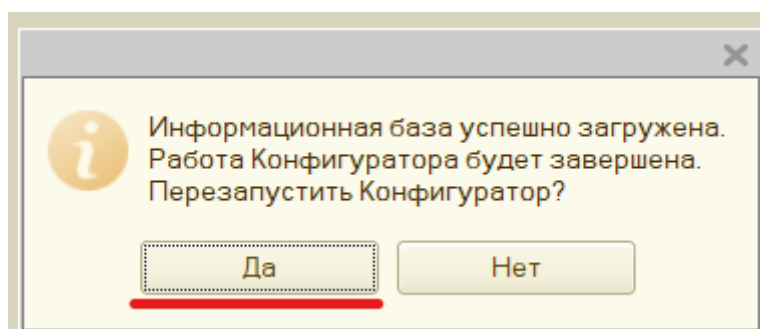 Информационная база успешно загружена.
Работа Конфигуратора будет завершена.
Перезапустить Конфигуратор?
Да
Нет